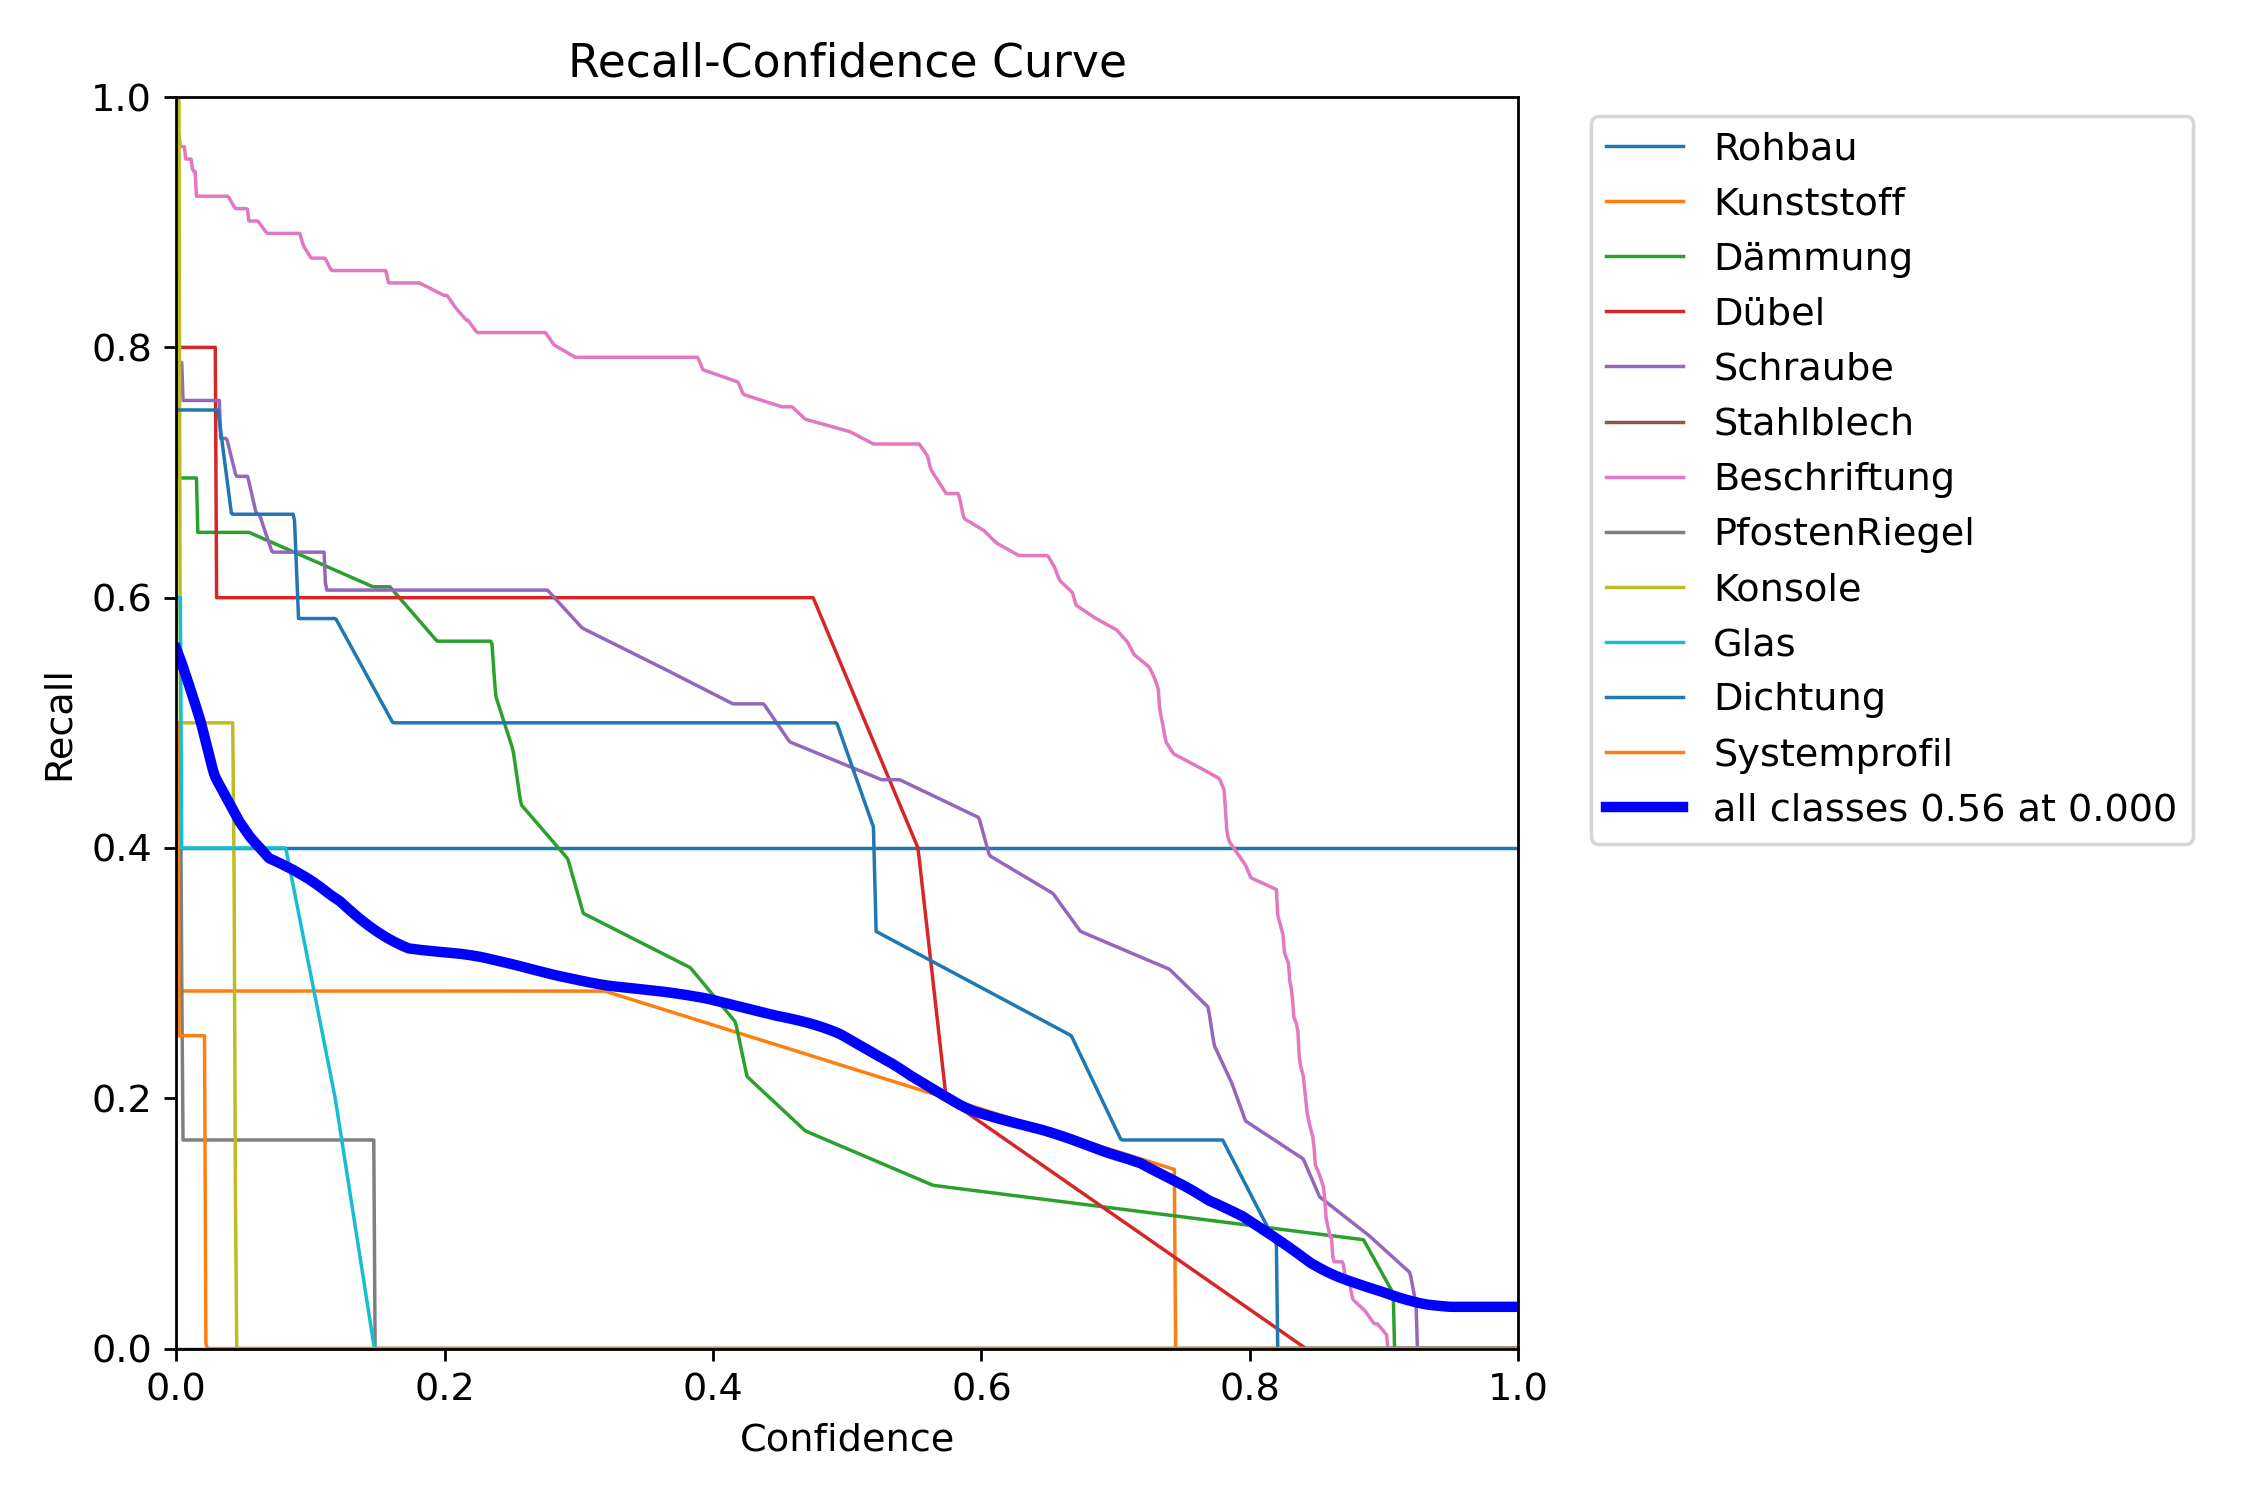 Recall-Confidence Curve
1.0
0.8
0.6
0.4
0.2
0.0
Recall
0.0 0.2 0.4 0.6 0.8 1.0
Confidence
Rohbau
Kunststoff
Dämmung
Dübel
Schraube
Stahlblech
Beschriftung
PfostenRiegel
Konsole
Glas
Dichtung
Systemprofil
all classes 0.56 at 0.000